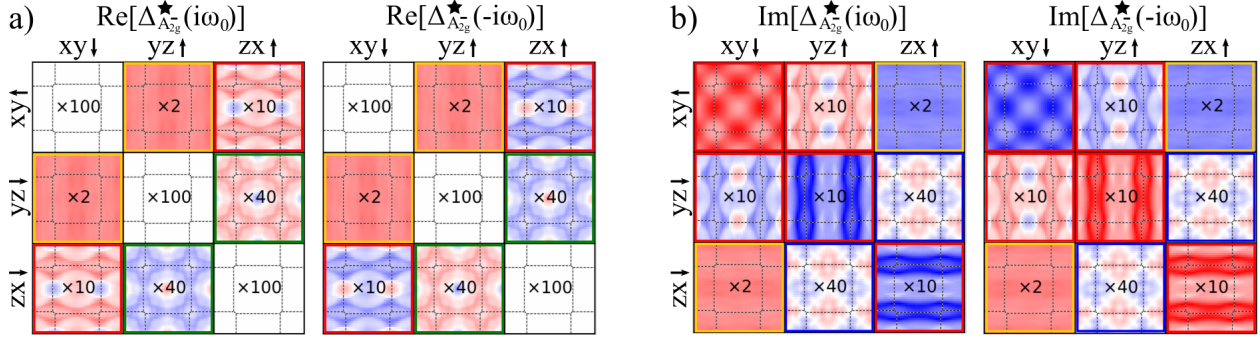 a) Re[Δ★A₂g⁻(iω₀)] Re[Δ★A₂g⁻(-iω₀)]
xy↓ yz↑ zx↑ xy↓ yz↑ zx↑
xy↑ ×100 ×2 ×10 ×100 ×2 ×10
yz↓ ×2 ×100 ×40 ×2 ×100 ×40
zx↓ ×10 ×40 ×100 ×10 ×40 ×100
b) Im[Δ★A₂g⁻(iω₀)] Im[Δ★A₂g⁻(-iω₀)]
xy↓ yz↑ zx↑ xy↓ yz↑ zx↑
xy↑ ×10 ×2 ×10 ×2
yz↓ ×10 ×10 ×40 ×10 ×10 ×40
zx↓ ×2 ×40 ×10 ×2 ×40 ×10